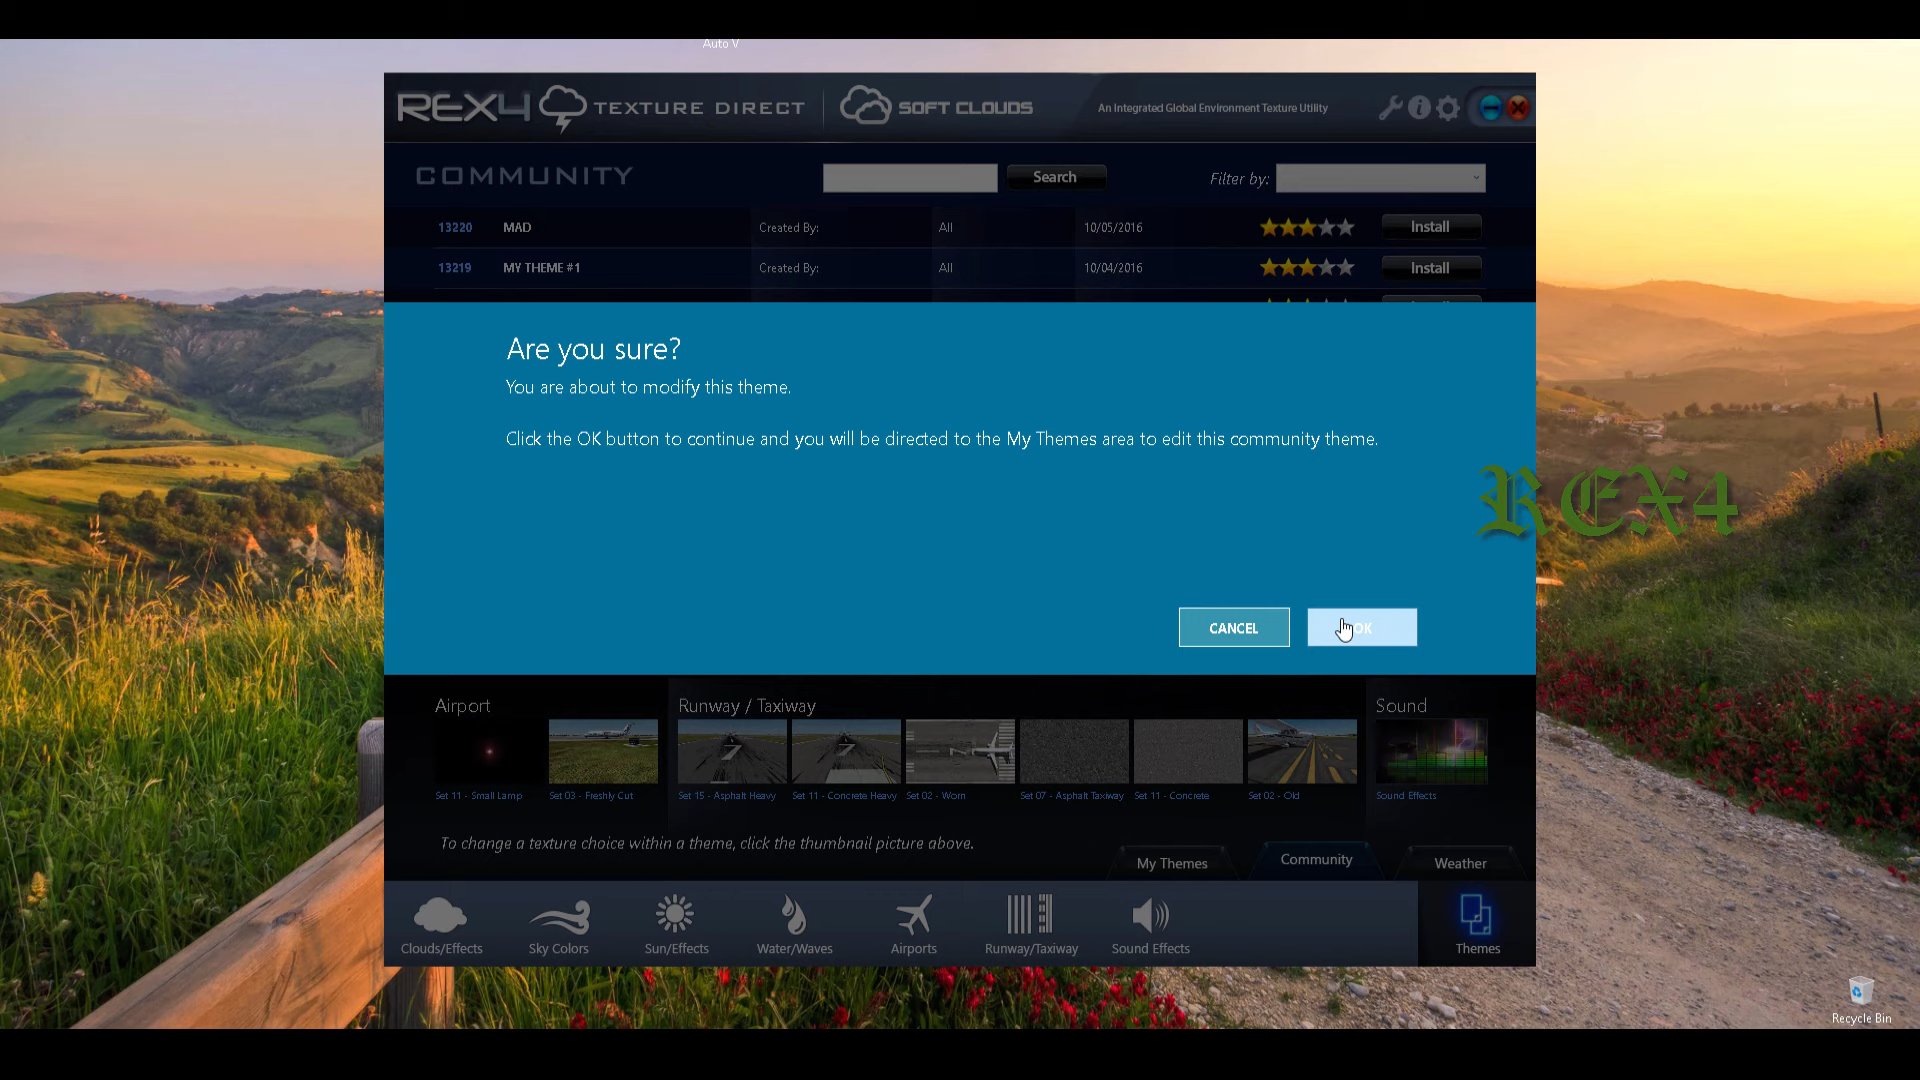 Auto V
REX4 TEXTURE DIRECT SOFT CLOUDS An Integrated Global Environment Texture Utility
COMMUNITY Search Filter by:
13220 MAD Created By: All 10/05/2016 Install
13219 MY THEME #1 Created By: All 10/04/2016 Install
Are you sure?
You are about to modify this theme.
Click the OK button to continue and you will be directed to the My Themes area to edit this community theme.
REX4
CANCEL OK
Airport Runway / Taxiway Sound
Set 11 - Small Lamp Set 03 - Freshly Cut Set 15 - Asphalt Heavy Set 11 - Concrete Heavy Set 02 - Worn Set 07 - Asphalt Taxiway Set 11 - Concrete Set 02 - Old Sound Effects
To change a texture choice within a theme, click the thumbnail picture above.
My Themes Community Weather
Clouds/Effects Sky Colors Sun/Effects Water/Waves Airports Runway/Taxiway Sound Effects Themes
Recycle Bin